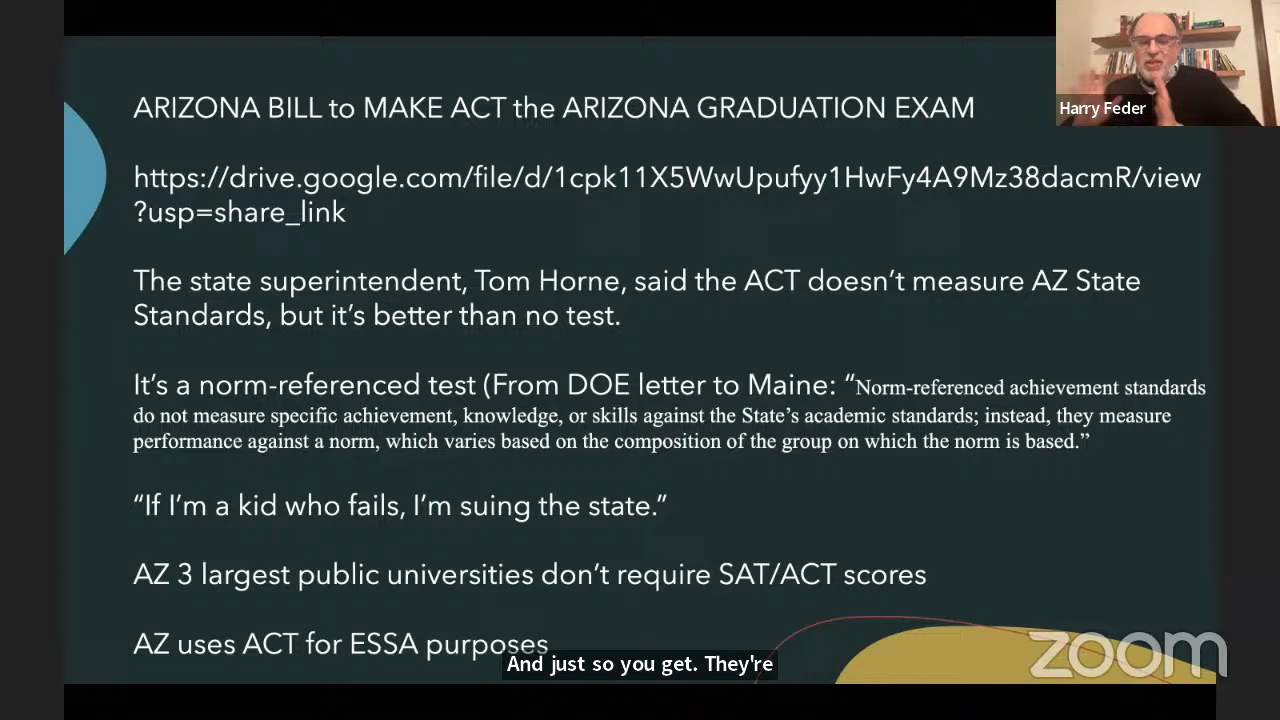 ARIZONA BILL to MAKE ACT the ARIZONA GRADUATION EXAM
Harry Feder
https://drive.google.com/file/d/1cpk11X5WwUpufyy1HwFy4A9Mz38dacmR/view
?usp=share_link
The state superintendent, Tom Horne, said the ACT doesn’t measure AZ State
Standards, but it’s better than no test.
It’s a norm-referenced test (From DOE letter to Maine: “Norm-referenced achievement standards
do not measure specific achievement, knowledge, or skills against the State’s academic standards; instead, they measure
performance against a norm, which varies based on the composition of the group on which the norm is based.”
“If I’m a kid who fails, I’m suing the state.”
AZ 3 largest public universities don’t require SAT/ACT scores
AZ uses ACT for ESSA purposes
And just so you get. They're
zoom